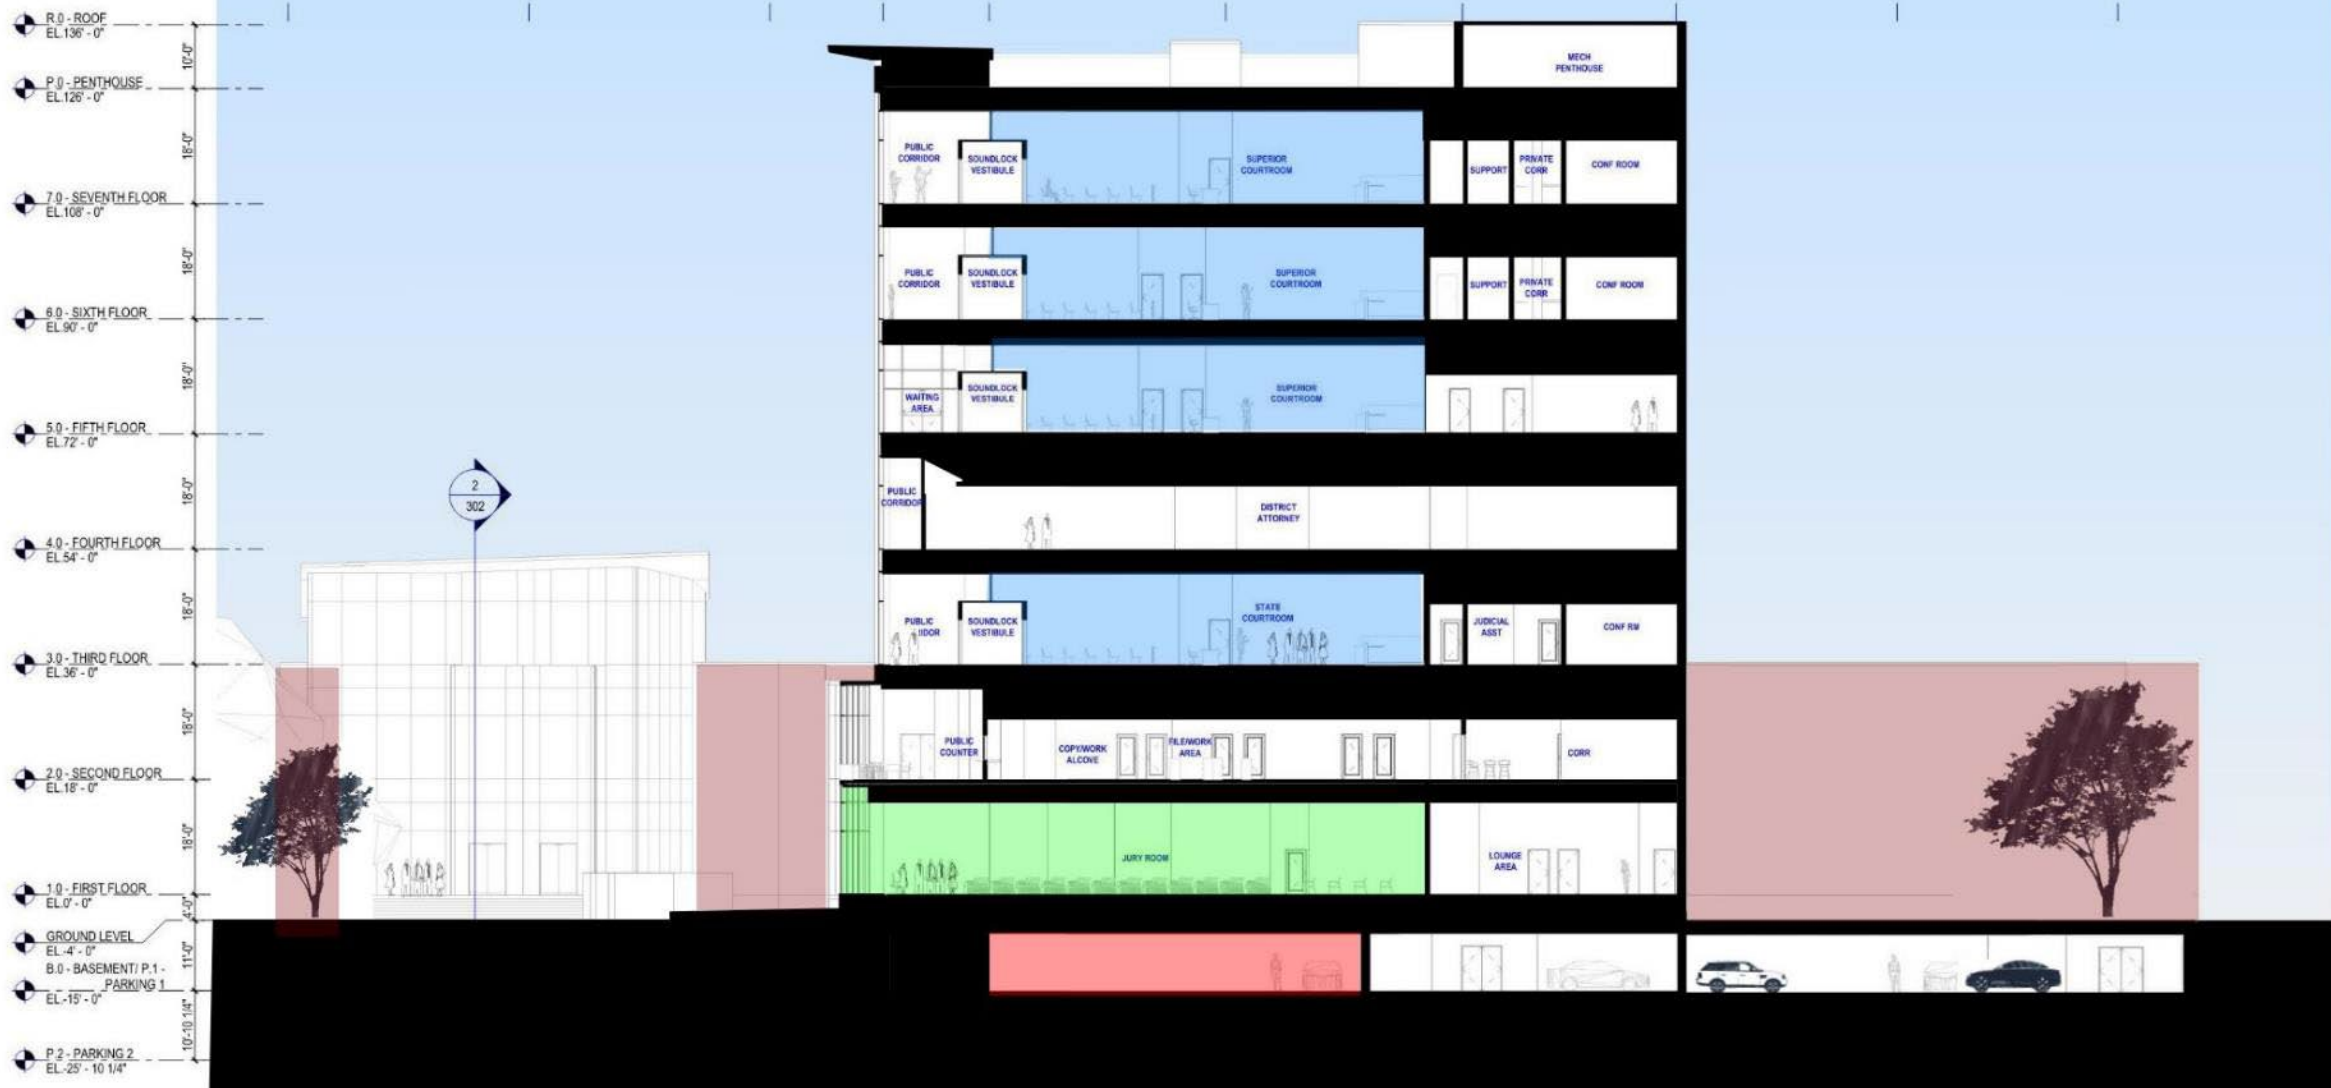 R.0 - ROOF
EL.136' - 0"
10'-0"
P.0 - PENTHOUSE
EL.126' - 0"
18'-0"
7.0 - SEVENTH FLOOR
EL.108' - 0"
18'-0"
6.0 - SIXTH FLOOR
EL.90' - 0"
18'-0"
5.0 - FIFTH FLOOR
EL.72' - 0"
18'-0"
4.0 - FOURTH FLOOR
EL.54' - 0"
18'-0"
3.0 - THIRD FLOOR
EL.36' - 0"
18'-0"
2.0 - SECOND FLOOR
EL.18' - 0"
18'-0"
1.0 - FIRST FLOOR
EL.0' - 0"
4'-0"
GROUND LEVEL
EL.-4' - 0"
11'-0"
B.0 - BASEMENT/ P.1 -
PARKING 1
EL.-15' - 0"
10'-10 1/4"
P.2 - PARKING 2
EL.-25' - 10 1/4"
2
302
MECH
PENTHOUSE
PUBLIC
CORRIDOR
SOUNDLOCK
VESTIBULE
SUPERIOR
COURTROOM
SUPPORT
PRIVATE
CORR
CONF ROOM
PUBLIC
CORRIDOR
SOUNDLOCK
VESTIBULE
SUPERIOR
COURTROOM
SUPPORT
PRIVATE
CORR
CONF ROOM
WAITING
AREA
SOUNDLOCK
VESTIBULE
SUPERIOR
COURTROOM
PUBLIC
CORRIDOR
DISTRICT
ATTORNEY
PUBLIC
IDOR
SOUNDLOCK
VESTIBULE
STATE
COURTROOM
JUDICIAL
ASST
CONF RM
PUBLIC
COUNTER
COPY/WORK
ALCOVE
FILE/WORK
AREA
CORR
JURY ROOM
LOUNGE
AREA